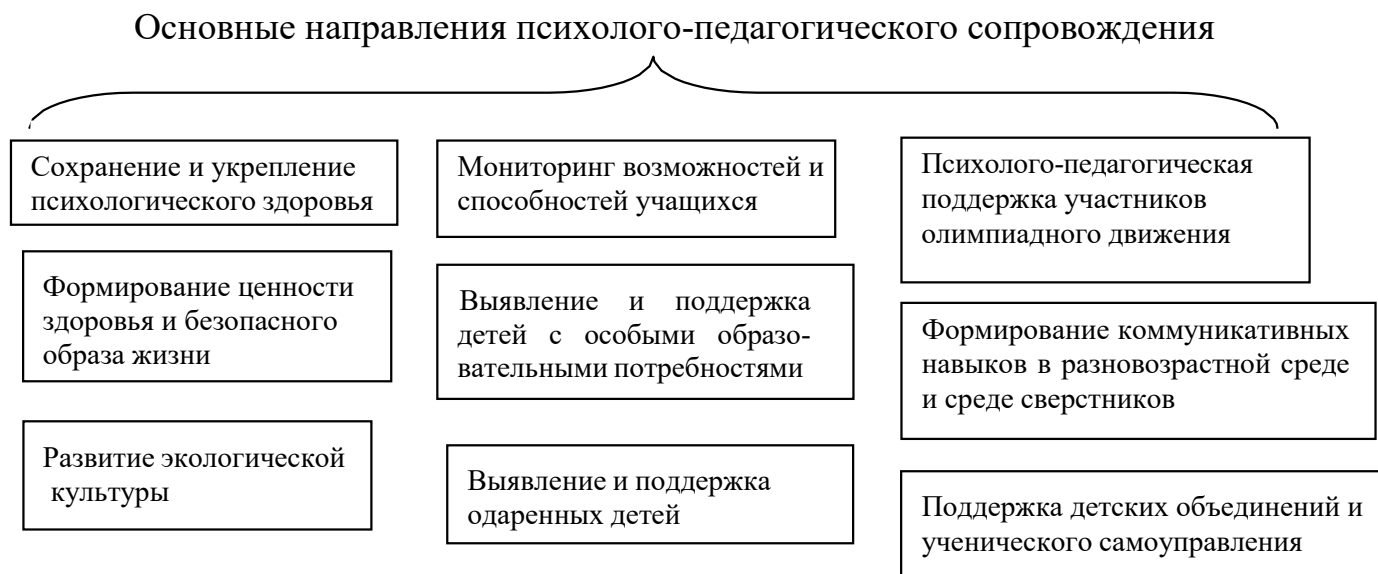 Основные направления психолого-педагогического сопровождения
Сохранение и укрепление
психологического здоровья
Формирование ценности
здоровья и безопасного
образа жизни
Развитие экологической
культуры
Мониторинг возможностей и
способностей учащихся
Выявление и поддержка
детей с особыми образо-
вательными потребностями
Выявление и поддержка
одаренных детей
Психолого-педагогическая
поддержка участников
олимпиадного движения
Формирование коммуникативных
навыков в разновозрастной среде
и среде сверстников
Поддержка детских объединений и
ученического самоуправления